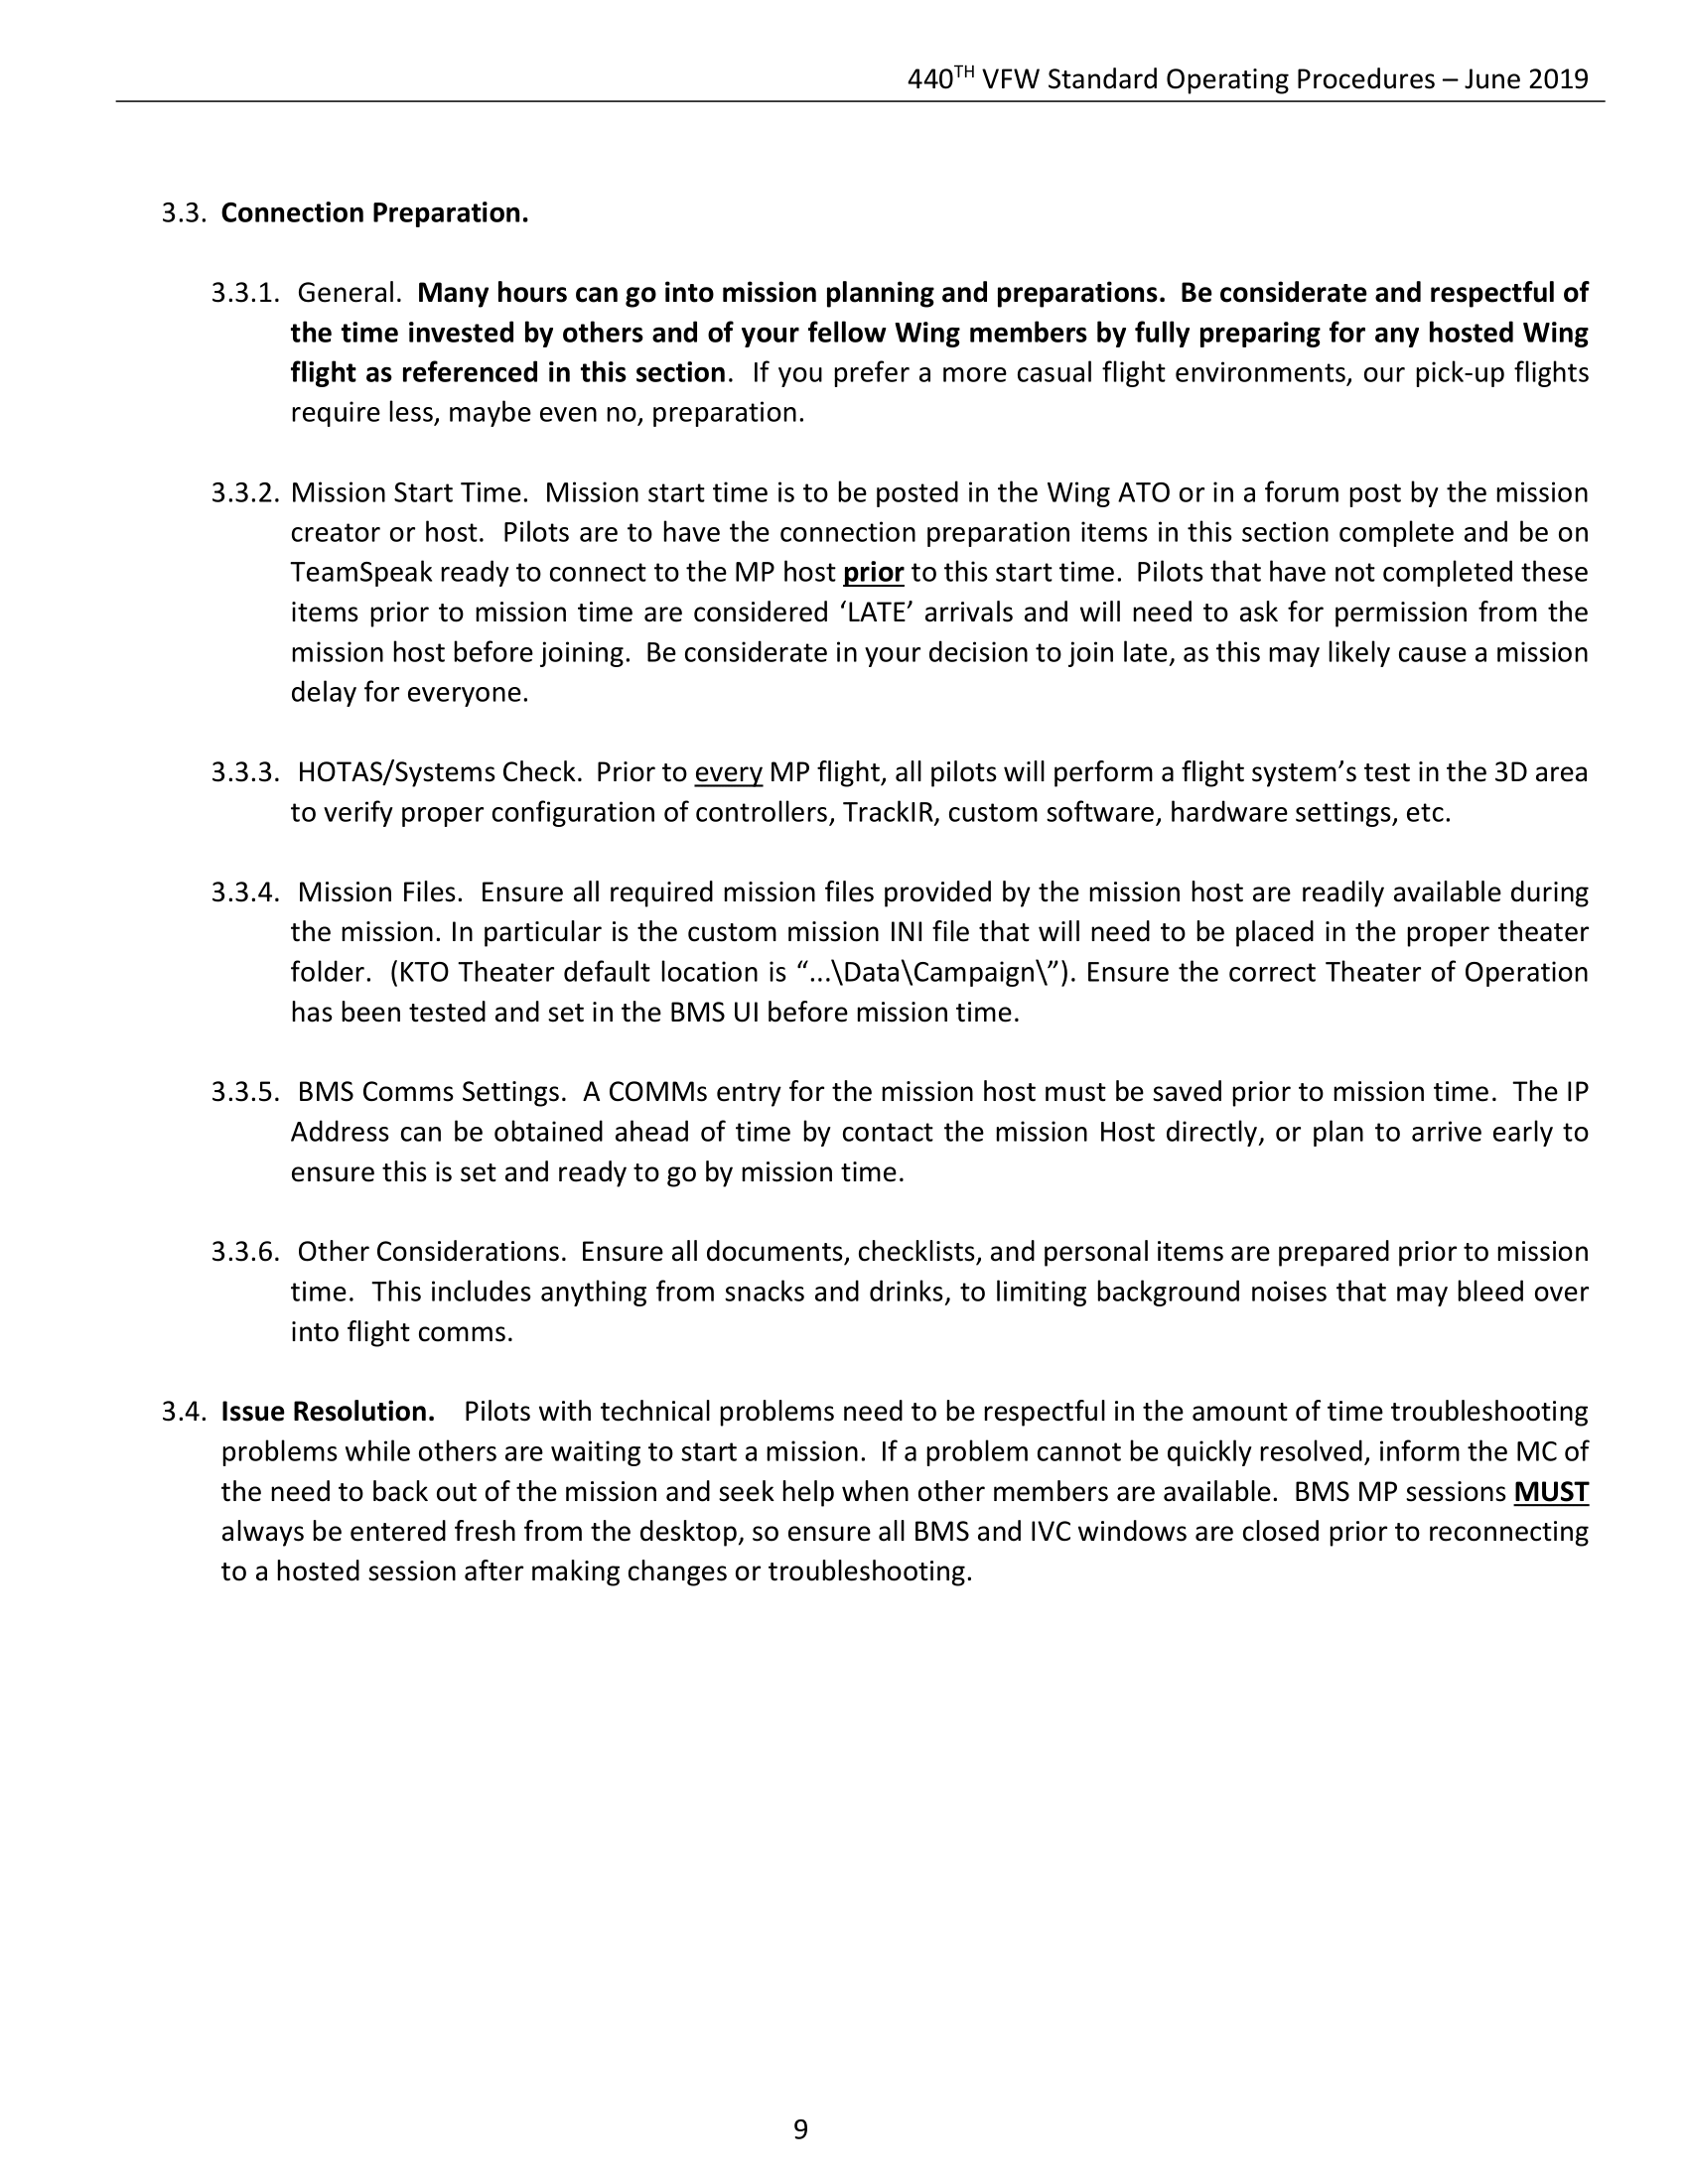 440TH VFW Standard Operating Procedures – June 2019
3.3. Connection Preparation.
3.3.1. General. Many hours can go into mission planning and preparations. Be considerate and respectful of
the time invested by others and of your fellow Wing members by fully preparing for any hosted Wing
flight as referenced in this section. If you prefer a more casual flight environments, our pick-up flights
require less, maybe even no, preparation.
3.3.2. Mission Start Time. Mission start time is to be posted in the Wing ATO or in a forum post by the mission
creator or host. Pilots are to have the connection preparation items in this section complete and be on
TeamSpeak ready to connect to the MP host prior to this start time. Pilots that have not completed these
items prior to mission time are considered ‘LATE’ arrivals and will need to ask for permission from the
mission host before joining. Be considerate in your decision to join late, as this may likely cause a mission
delay for everyone.
3.3.3. HOTAS/Systems Check. Prior to every MP flight, all pilots will perform a flight system’s test in the 3D area
to verify proper configuration of controllers, TrackIR, custom software, hardware settings, etc.
3.3.4. Mission Files. Ensure all required mission files provided by the mission host are readily available during
the mission. In particular is the custom mission INI file that will need to be placed in the proper theater
folder. (KTO Theater default location is “...\Data\Campaign\”). Ensure the correct Theater of Operation
has been tested and set in the BMS UI before mission time.
3.3.5. BMS Comms Settings. A COMMs entry for the mission host must be saved prior to mission time. The IP
Address can be obtained ahead of time by contact the mission Host directly, or plan to arrive early to
ensure this is set and ready to go by mission time.
3.3.6. Other Considerations. Ensure all documents, checklists, and personal items are prepared prior to mission
time. This includes anything from snacks and drinks, to limiting background noises that may bleed over
into flight comms.
3.4. Issue Resolution. Pilots with technical problems need to be respectful in the amount of time troubleshooting
problems while others are waiting to start a mission. If a problem cannot be quickly resolved, inform the MC of
the need to back out of the mission and seek help when other members are available. BMS MP sessions MUST
always be entered fresh from the desktop, so ensure all BMS and IVC windows are closed prior to reconnecting
to a hosted session after making changes or troubleshooting.
9